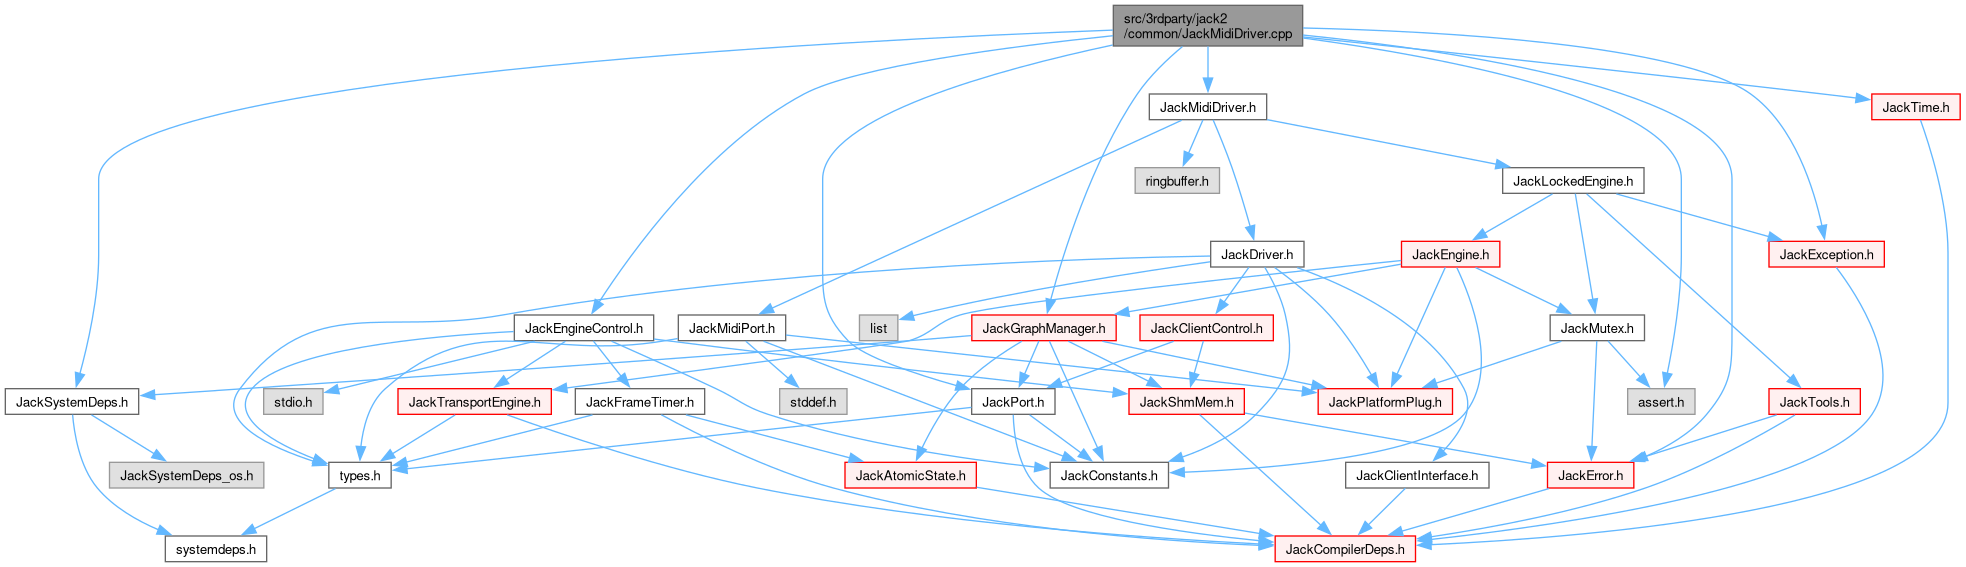 src/3rdparty/jack2
/common/JackMidiDriver.cpp
JackMidiDriver.h
JackTime.h
ringbuffer.h
JackLockedEngine.h
JackDriver.h
JackEngine.h
JackException.h
JackEngineControl.h
JackMidiPort.h
list
JackGraphManager.h
JackClientControl.h
JackMutex.h
JackSystemDeps.h
stdio.h
JackTransportEngine.h
JackFrameTimer.h
stddef.h
JackPort.h
JackShmMem.h
JackPlatformPlug.h
assert.h
JackTools.h
JackSystemDeps_os.h
types.h
JackAtomicState.h
JackConstants.h
JackClientInterface.h
JackError.h
systemdeps.h
JackCompilerDeps.h